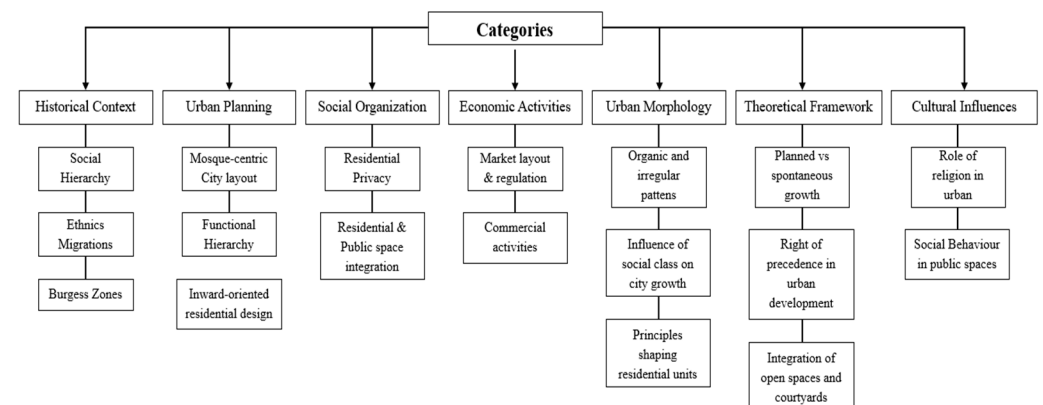 Categories
Historical Context
Social
Hierarchy
Ethnics
Migrations
Burgess Zones
Urban Planning
Mosque-centric
City layout
Functional
Hierarchy
Inward-oriented
residential design
Social Organization
Residential
Privacy
Residential &
Public space
integration
Economic Activities
Market layout
& regulation
Commercial
activities
Urban Morphology
Organic and
irregular
pattens
Influence of
social class on
city growth
Principles
shaping
residential units
Theoretical Framework
Planned vs
spontaneous
growth
Right of
precedence in
urban
development
Integration of
open spaces and
courtyards
Cultural Influences
Role of
religion in
urban
Social Behaviour
in public spaces